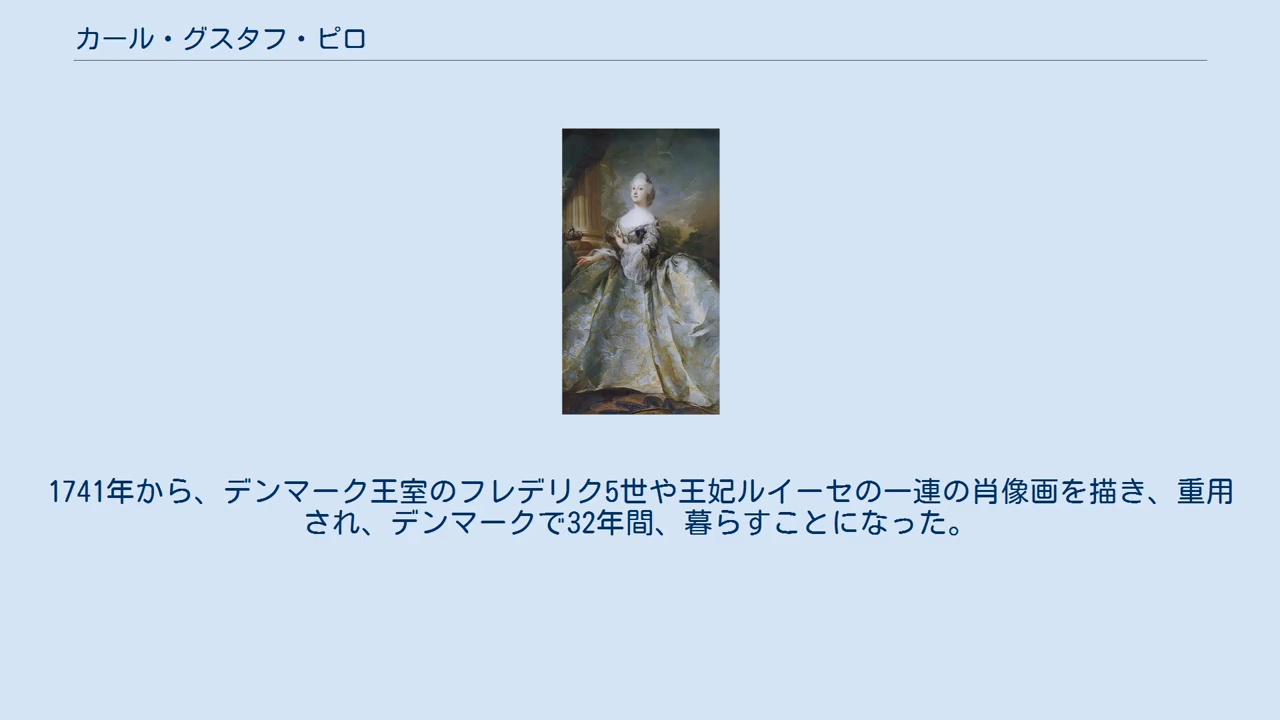 カール・グスタフ・ピロ
1741年から、デンマーク王室のフレデリク5世や王妃ルイーセの一連の肖像画を描き、重用
され、デンマークで32年間、暮らすことになった。